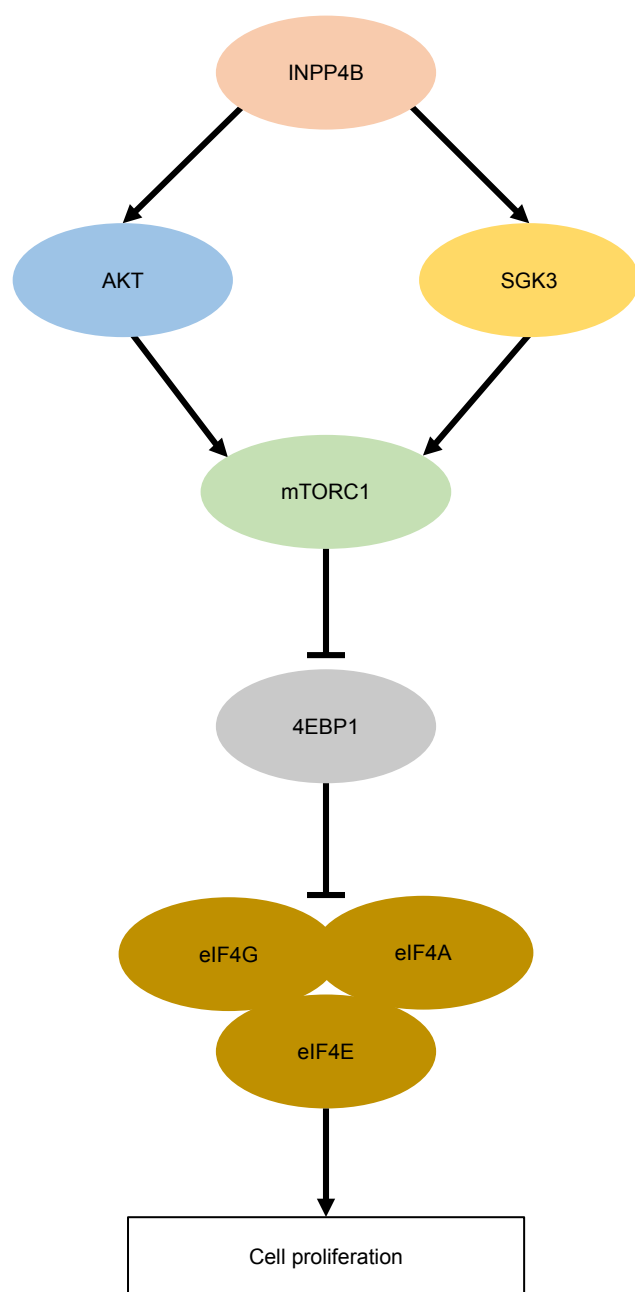 INPP4B
AKT
SGK3
mTORC1
4EBP1
eIF4G
eIF4A
eIF4E
Cell proliferation